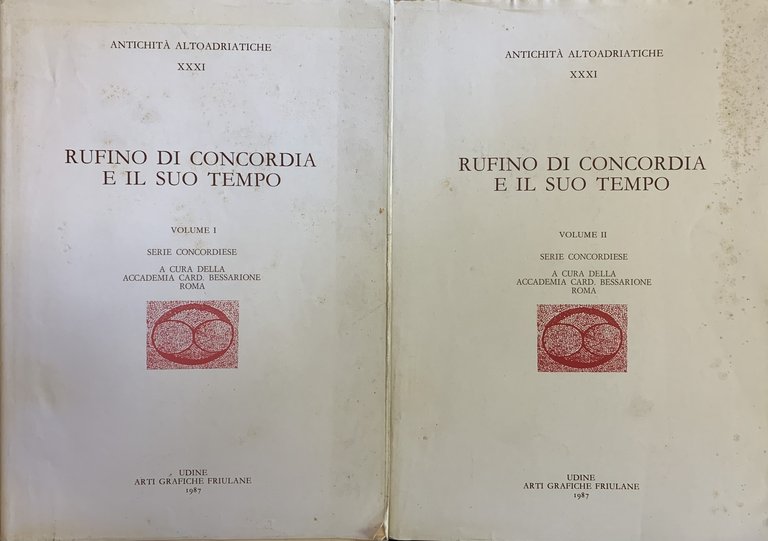 ANTICHITÀ ALTOADRIATICHE
XXXI
RUFINO DI CONCORDIA
E IL SUO TEMPO
VOLUME I
SERIE CONCORDIESE
A CURA DELLA
ACCADEMIA CARD. BESSARIONE
ROMA
UDINE
ARTI GRAFICHE FRIULANE
1987
ANTICHITÀ ALTOADRIATICHE
XXXI
RUFINO DI CONCORDIA
E IL SUO TEMPO
VOLUME II
SERIE CONCORDIESE
A CURA DELLA
ACCADEMIA CARD. BESSARIONE
ROMA
UDINE
ARTI GRAFICHE FRIULANE
1987